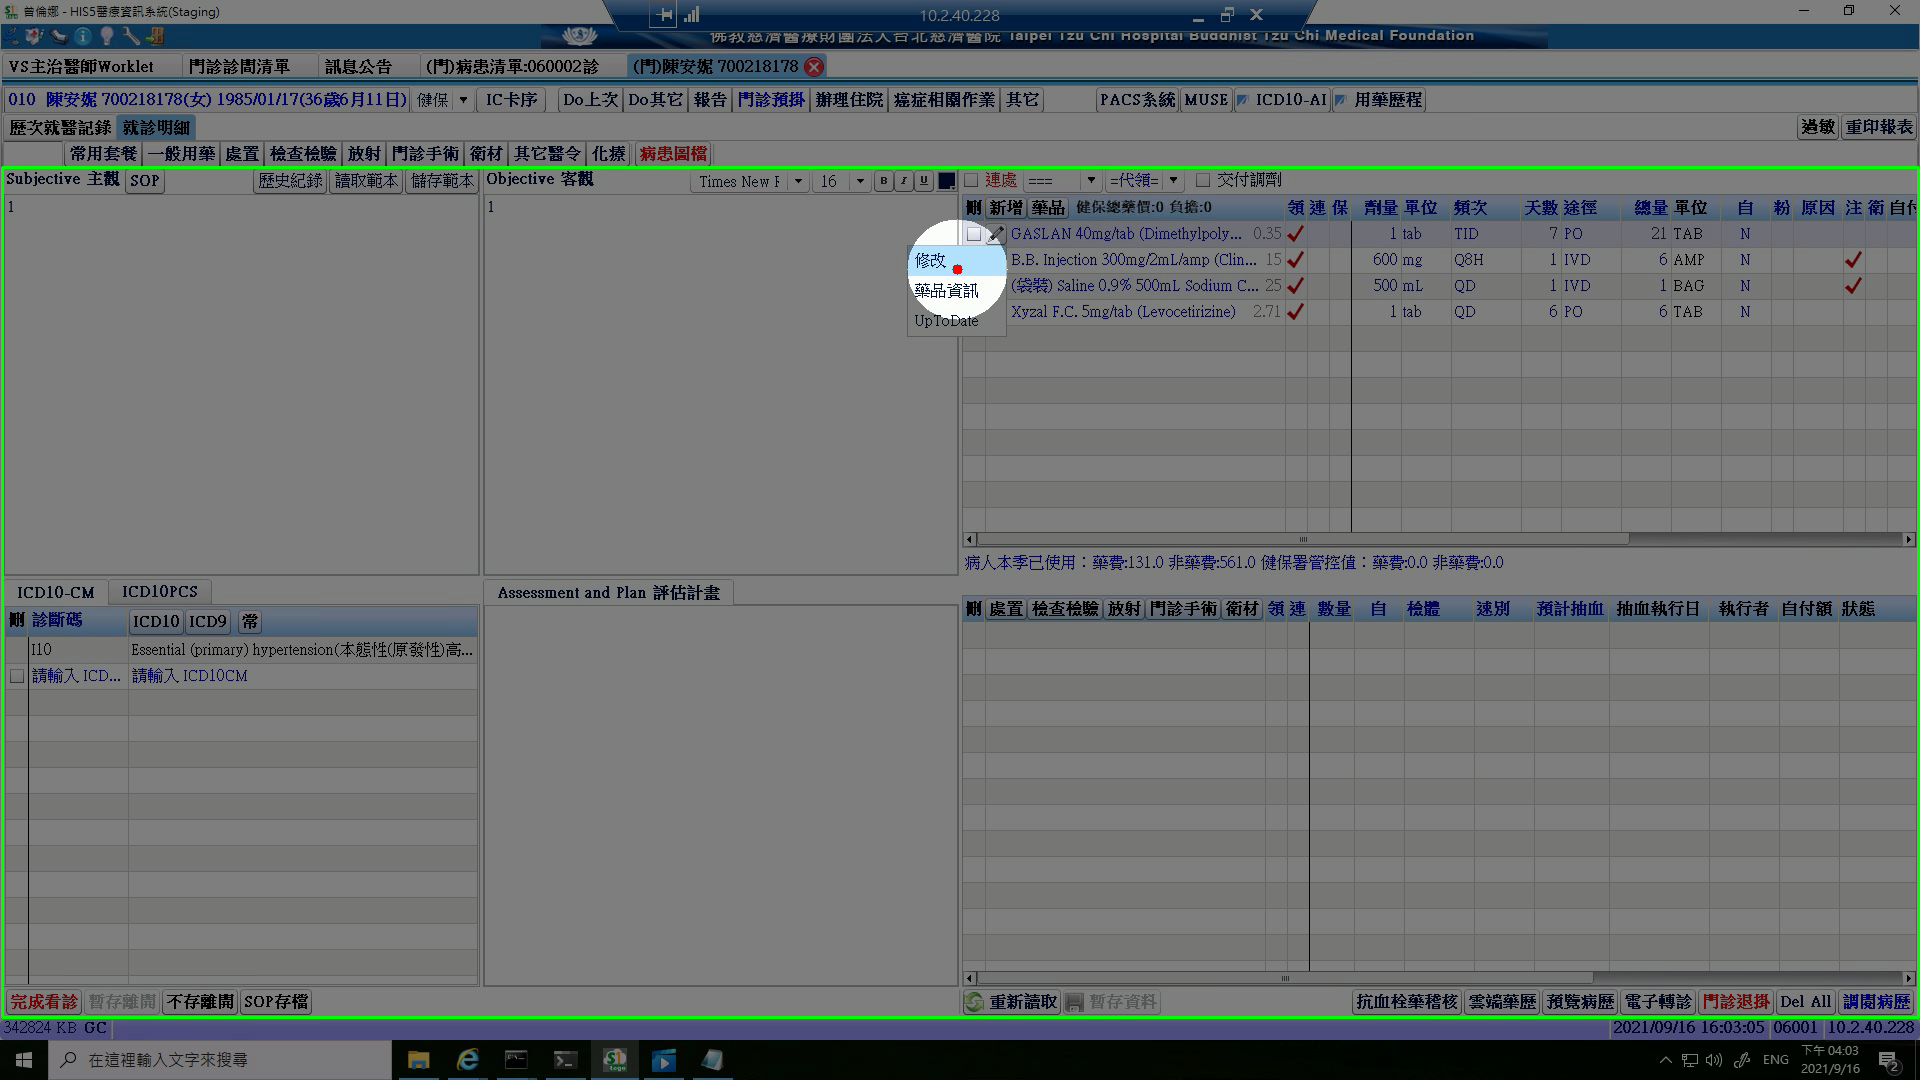 曾倫娜 - HIS5醫療資訊系統(Staging)
10.2.40.228
佛教慈濟醫療財團法人台北慈濟醫院 Taipei Tzu Chi Hospital Buddhist Tzu Chi Medical Foundation
VS主治醫師Worklet 門診診間清單 訊息公告 (門)病患清單:060002診 (門)陳安妮 700218178
010 陳安妮 700218178(女) 1985/01/17(36歲6月11日) 健保 IC卡序 Do上次 Do其它 報告 門診預掛 辦理住院 癌症相關作業 其它 PACS系統 MUSE ICD10-AI 用藥歷程
歷次就醫記錄 就診明細 過敏 重印報表
常用套餐 一般用藥 處置 檢查檢驗 放射 門診手術 衛材 其它醫令 化療 病患圖檔
Subjective 主觀 SOP 歷史紀錄 讀取範本 儲存範本 Objective 客觀 Times New F 16 B I U 連處 === =代領= 交付調劑
1 1
刪 新增 藥品 健保總藥價:0 負擔:0 領 連 保 劑量 單位 頻次 天數 途徑 總量 單位 自 粉 原因 注 衛 自付
GASLAN 40mg/tab (Dimethylpoly... 0.35 1 tab TID 7 PO 21 TAB N
B.B. Injection 300mg/2mL/amp (Clin... 15 600 mg Q8H 1 IVD 6 AMP N
(袋裝) Saline 0.9% 500mL Sodium C... 25 500 mL QD 1 IVD 1 BAG N
Xyzal F.C. 5mg/tab (Levocetirizine) 2.71 1 tab QD 6 PO 6 TAB N
修改
藥品資訊
UpToDate
病人本季已使用：藥費:131.0 非藥費:561.0 健保署管控值：藥費:0.0 非藥費:0.0
ICD10-CM ICD10PCS Assessment and Plan 評估計畫
刪 診斷碼 ICD10 ICD9 常
I10 Essential (primary) hypertension(本態性(原發性)高...
請輸入 ICD... 請輸入 ICD10CM
刪 處置 檢查檢驗 放射 門診手術 衛材 領 連 數量 自 檢體 速別 預計抽血 抽血執行日 執行者 自付額 狀態
完成看診 暫存離開 不存離開 SOP存檔 重新讀取 暫存資料 抗血栓藥稽核 雲端藥歷 預覽病歷 電子轉診 門診退掛 Del All 調閱病歷
342824 KB GC 2021/09/16 16:03:05 06001 10.2.40.228
在這裡輸入文字來搜尋 ENG 下午 04:03
2021/9/16
2